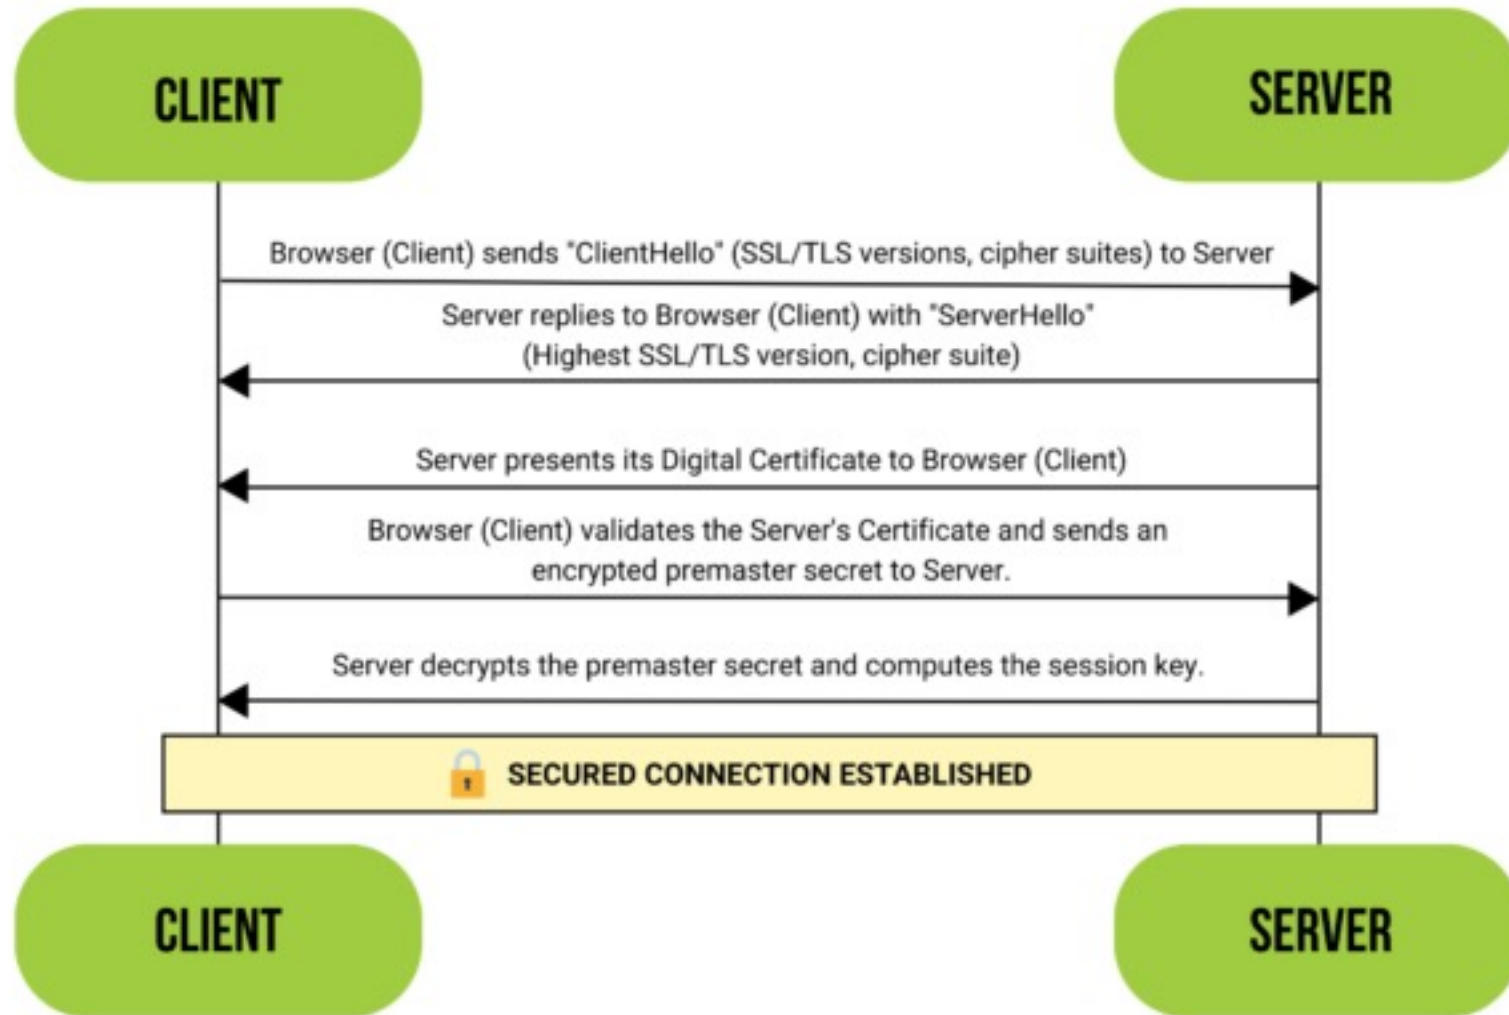 CLIENT
SERVER
Browser (Client) sends "ClientHello" (SSL/TLS versions, cipher suites) to Server
Server replies to Browser (Client) with "ServerHello"
(Highest SSL/TLS version, cipher suite)
Server presents its Digital Certificate to Browser (Client)
Browser (Client) validates the Server's Certificate and sends an
encrypted premaster secret to Server.
Server decrypts the premaster secret and computes the session key.
SECURED CONNECTION ESTABLISHED
CLIENT
SERVER